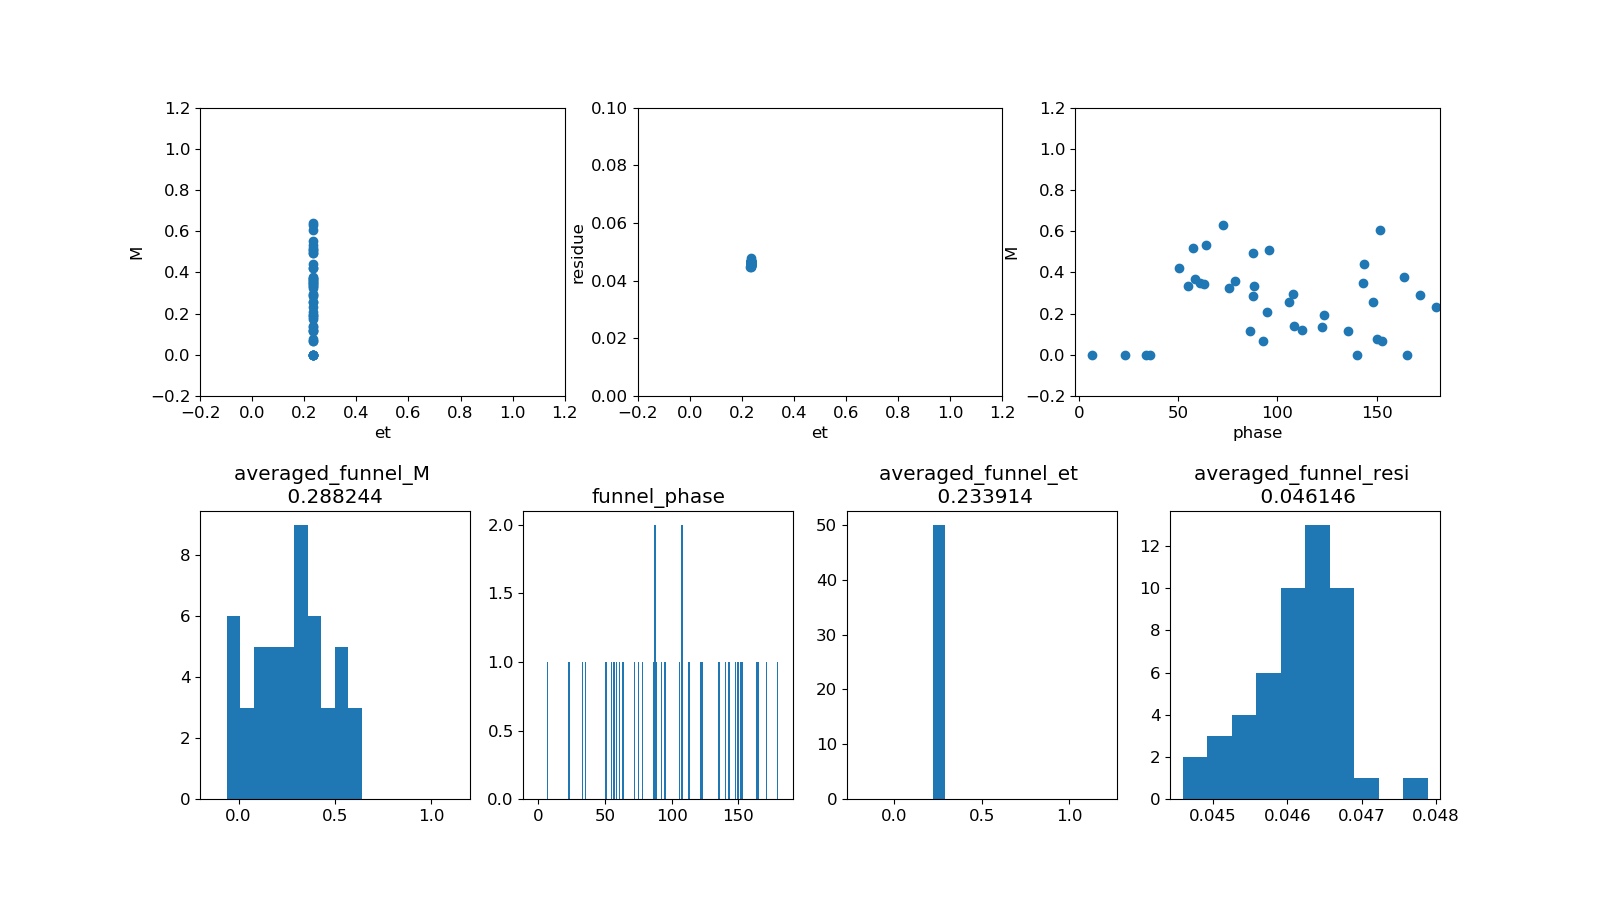 1.2
1.0
0.8
0.6
0.4
0.2
0.0
−0.2
M
−0.2 0.0 0.2 0.4 0.6 0.8 1.0 1.2
et
0.10
0.08
0.06
0.04
0.02
0.00
residue
−0.2 0.0 0.2 0.4 0.6 0.8 1.0 1.2
et
1.2
1.0
0.8
0.6
0.4
0.2
0.0
−0.2
M
0 50 100 150
phase
averaged_funnel_M
0.288244
8
6
4
2
0
0.0 0.5 1.0
funnel_phase
2.0
1.5
1.0
0.5
0.0
0 50 100 150
averaged_funnel_et
0.233914
50
40
30
20
10
0
0.0 0.5 1.0
averaged_funnel_resi
0.046146
12
10
8
6
4
2
0
0.045 0.046 0.047 0.048